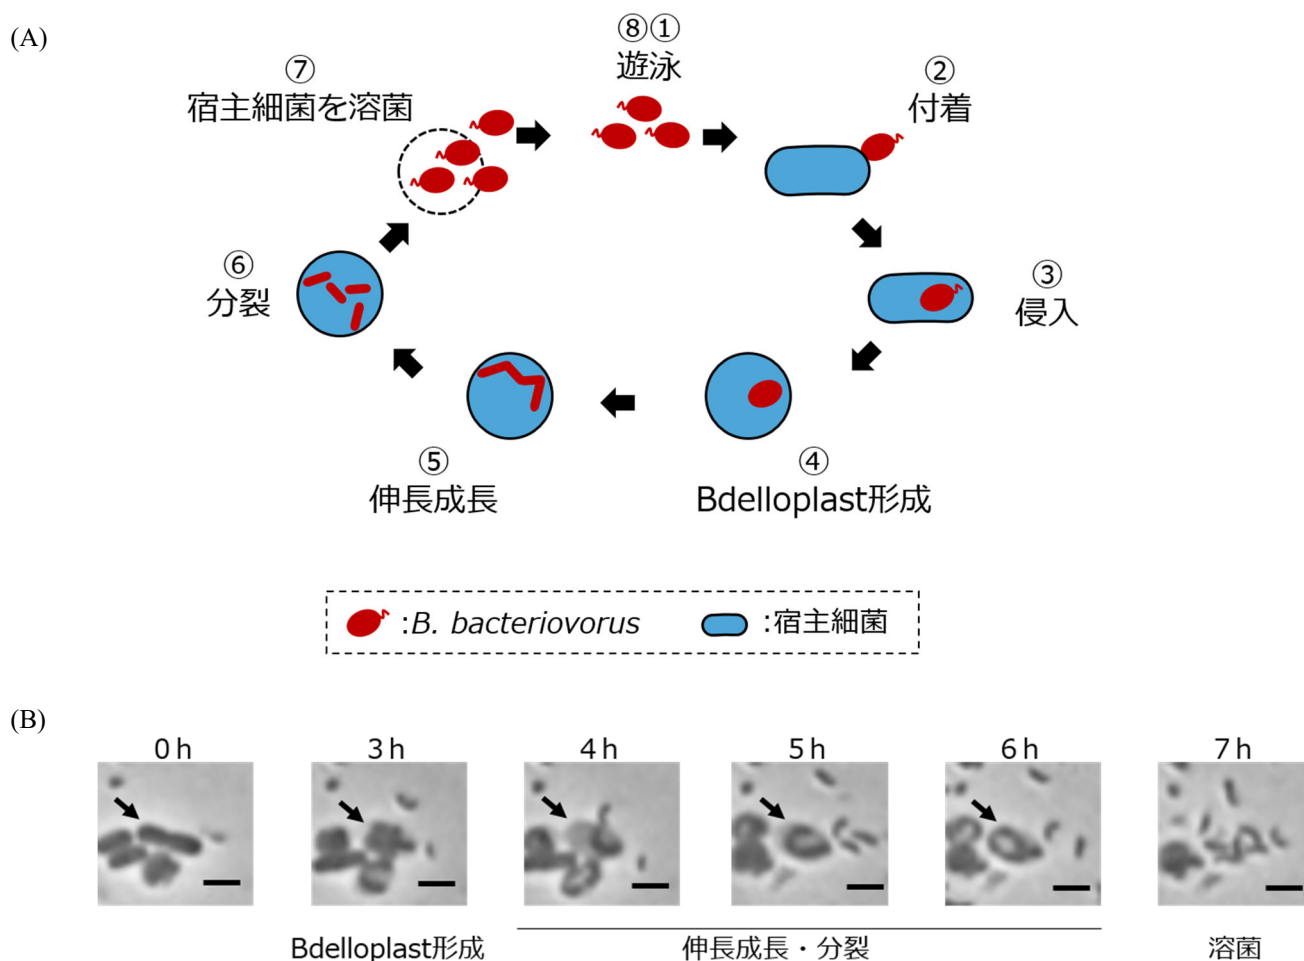 (A)
⑧①
遊泳
②
付着
③
侵入
④
Bdelloplast形成
⑤
伸長成長
⑥
分裂
⑦
宿主細菌を溶菌
:B. bacteriovorus
:宿主細菌
(B)
0 h
3 h
4 h
5 h
6 h
7 h
Bdelloplast形成
伸長成長・分裂
溶菌